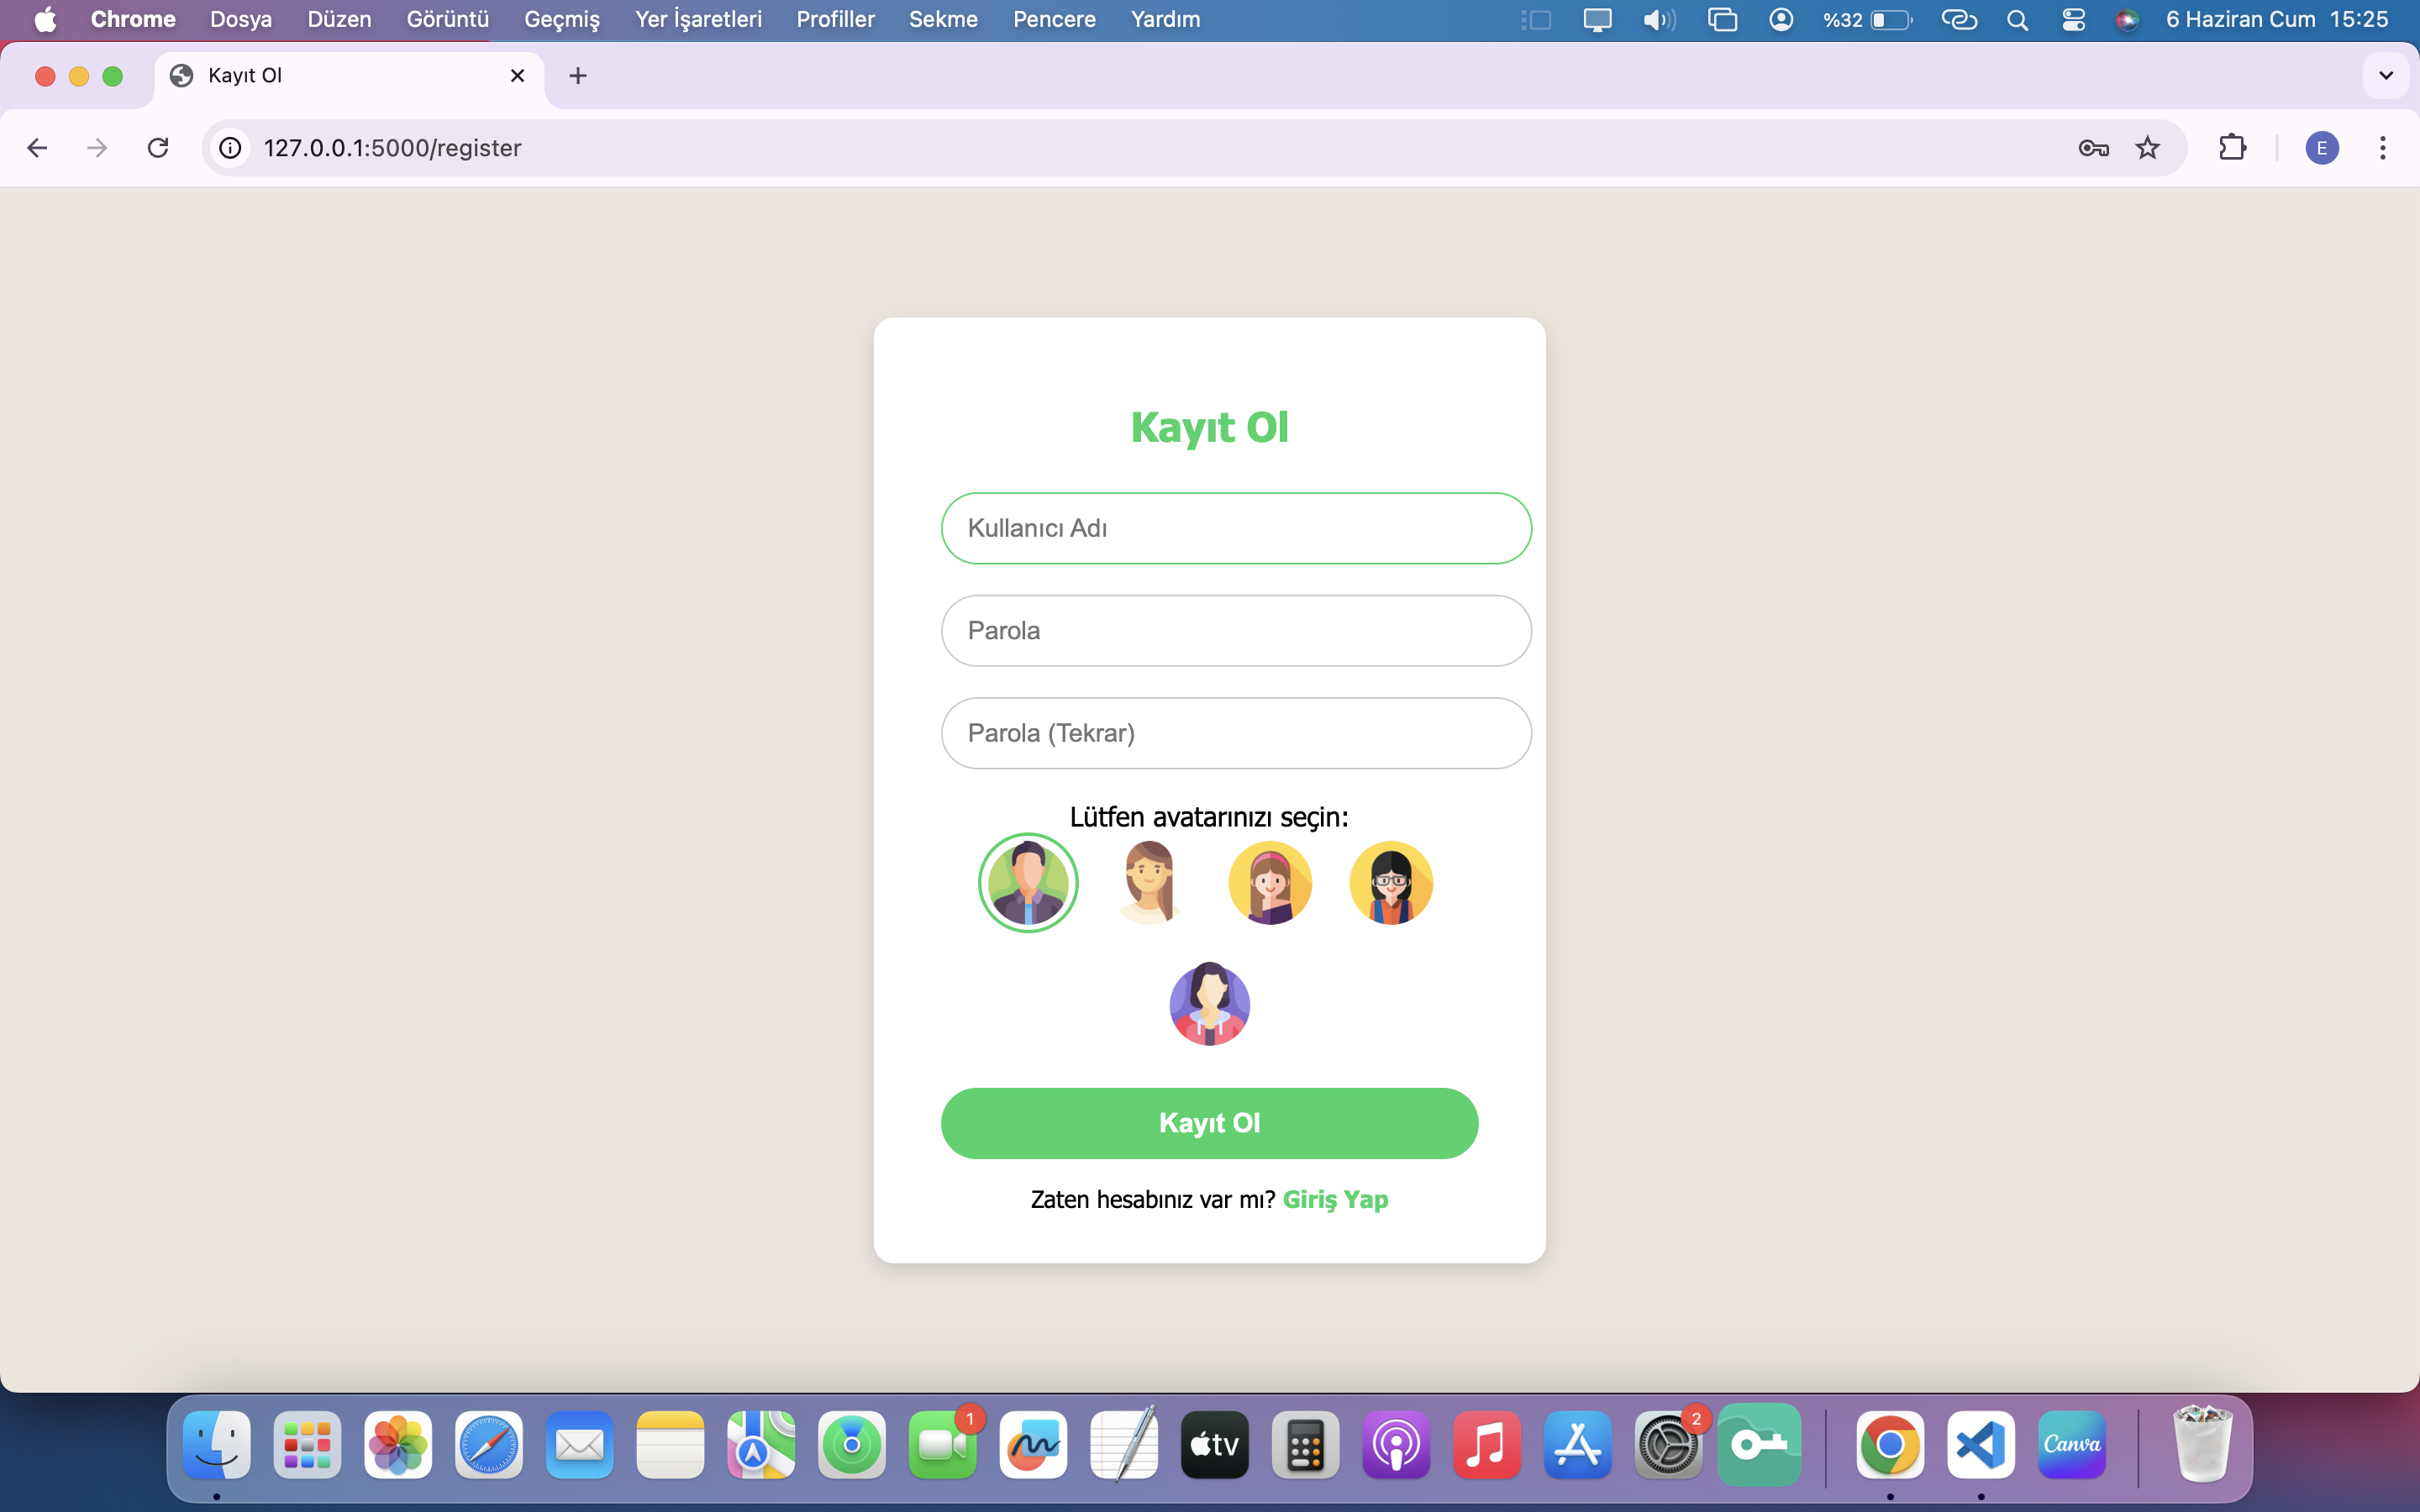 Chrome Dosya Düzen Görüntü Geçmiş Yer İşaretleri Profiller Sekme Pencere Yardım %32 6 Haziran Cum 15:25
Kayıt Ol
127.0.0.1:5000/register E
Kayıt Ol
Kullanıcı Adı
Parola
Parola (Tekrar)
Lütfen avatarınızı seçin:
Kayıt Ol
Zaten hesabınız var mı? Giriş Yap
1 2
tv Canva